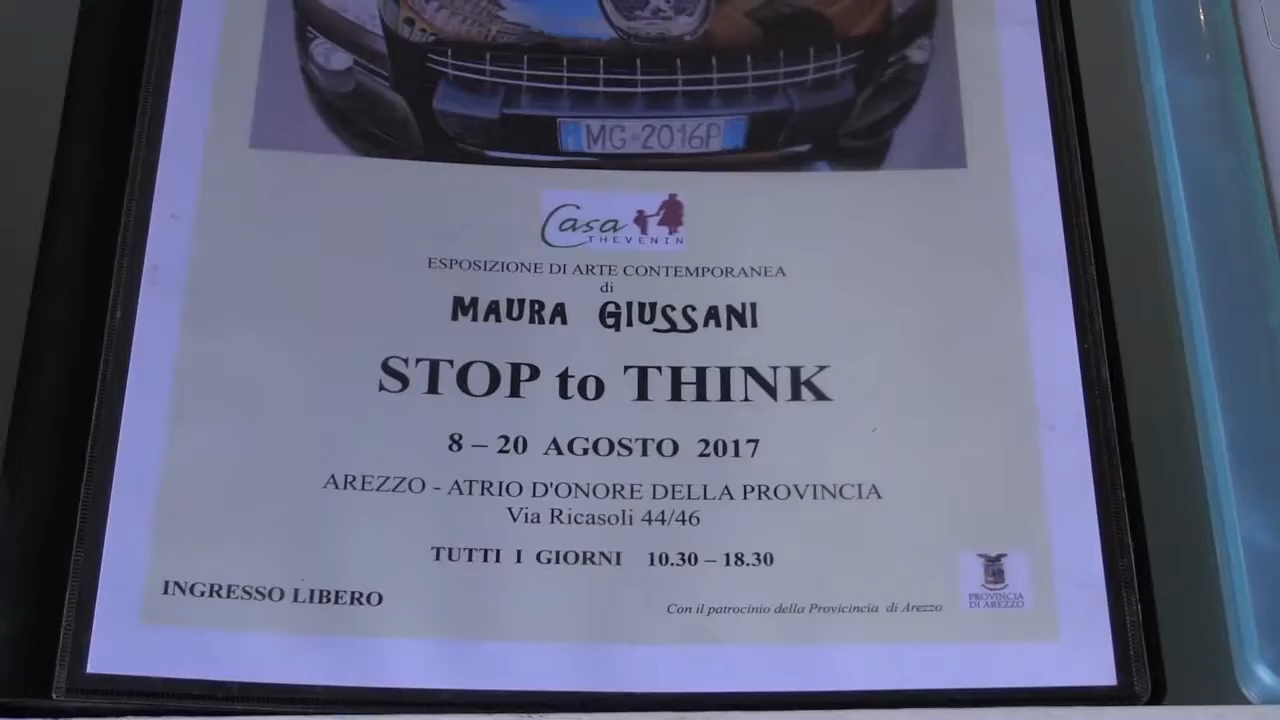 MG·2016P
Casa
THEVENIN
ESPOSIZIONE DI ARTE CONTEMPORANEA
di
MAURA GIUSSANI
STOP to THINK
8 – 20 AGOSTO 2017
AREZZO - ATRIO D'ONORE DELLA PROVINCIA
Via Ricasoli 44/46
TUTTI I GIORNI 10.30 – 18.30
INGRESSO LIBERO
Con il patrocinio della Provicincia di Arezzo
PROVINCIA
DI AREZZO